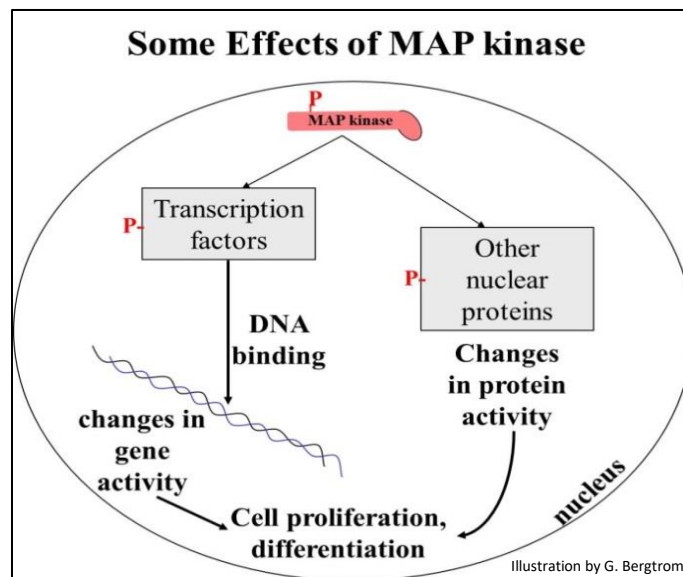 Some Effects of MAP kinase
P
MAP kinase
P-
Transcription
factors
P-
Other
nuclear
proteins
DNA
binding
Changes
in protein
activity
changes in
gene
activity
nucleus
Cell proliferation,
differentiation
Illustration by G. Bergtrom